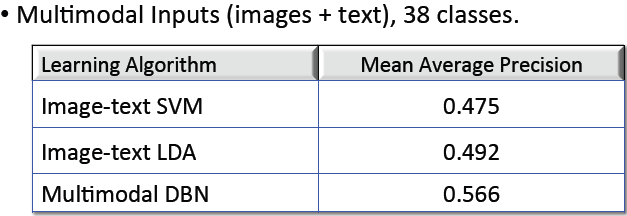 • Multimodal Inputs (images + text), 38 classes.
Learning Algorithm Mean Average Precision
Image-text SVM 0.475
Image-text LDA 0.492
Multimodal DBN 0.566